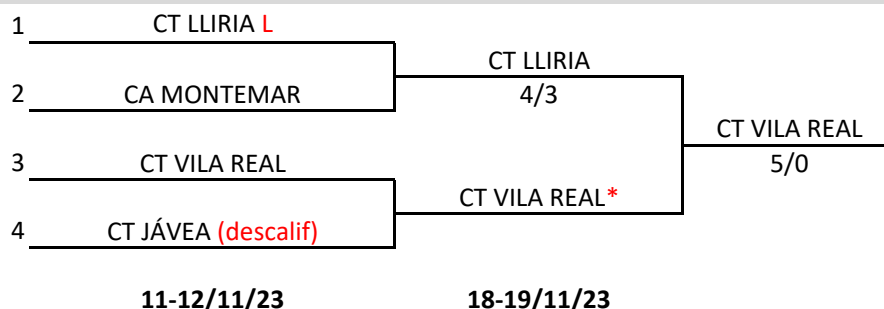 1 CT LLIRIA L
CT LLIRIA
2 CA MONTEMAR 4/3
CT VILA REAL
3 CT VILA REAL 5/0
CT VILA REAL*
4 CT JÁVEA (descalif)
11-12/11/23 18-19/11/23